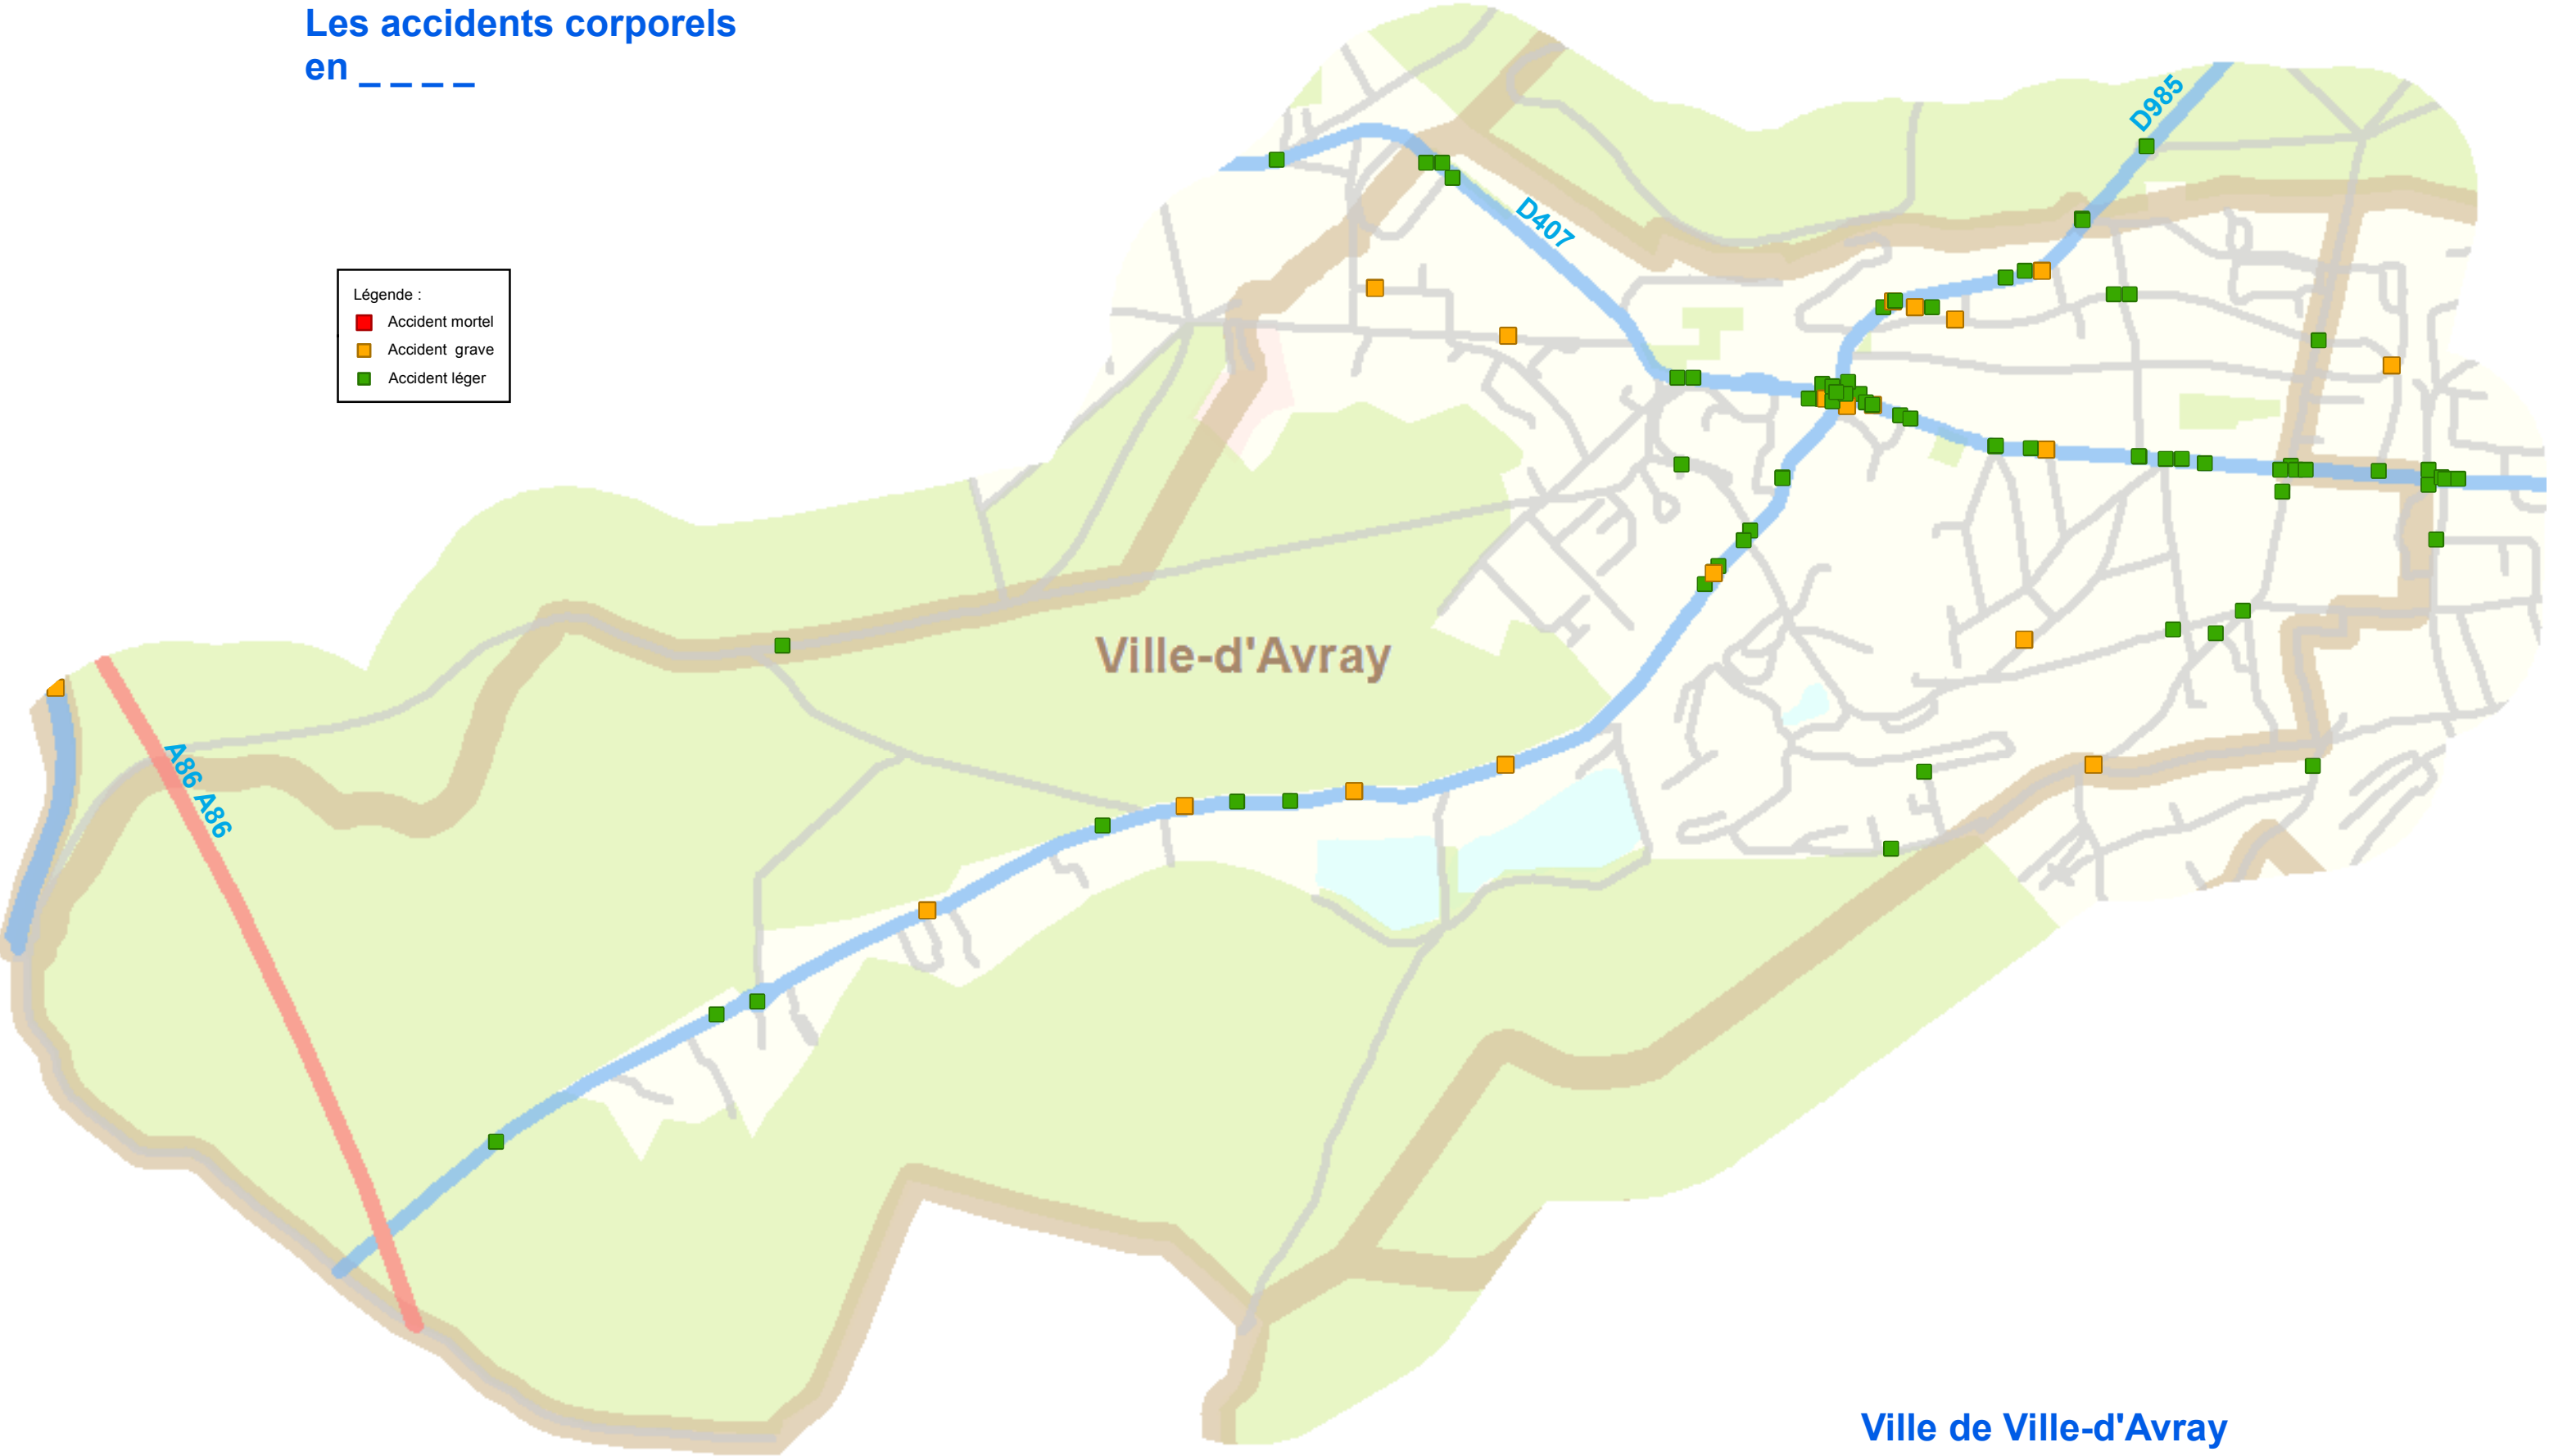 Les accidents corporels
en _ _ _ _
D985
D407
Légende :
Accident mortel
Accident grave
Accident léger
Ville-d'Avray
A86 A86
Ville de Ville-d'Avray